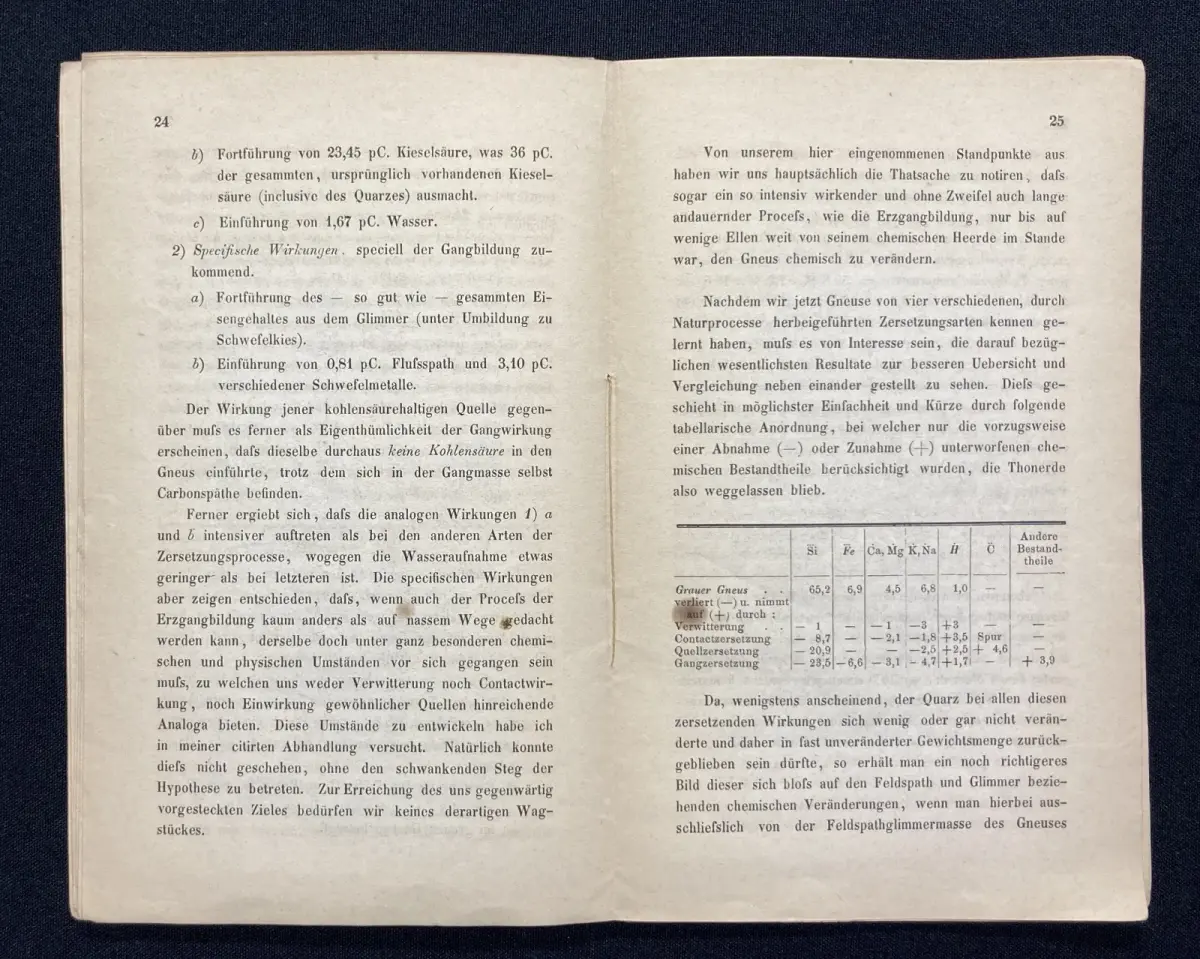 24
b) Fortführung von 23,45 pC. Kieselsäure, was 36 pC.
der gesammten, ursprünglich vorhandenen Kiesel-
säure (inclusive des Quarzes) ausmacht.
c) Einführung von 1,67 pC. Wasser.
2) Specifische Wirkungen, speciell der Gangbildung zu-
kommend.
a) Fortführung des — so gut wie — gesammten Ei-
sengehaltes aus dem Glimmer (unter Umbildung zu
Schwefelkies).
b) Einführung von 0,81 pC. Flufsspath und 3,10 pC.
verschiedener Schwefelmetalle.
Der Wirkung jener kohlensäurehaltigen Quelle gegen-
über mufs es ferner als Eigenthümlichkeit der Gangwirkung
erscheinen, dafs dieselbe durchaus keine Kohlensäure in den
Gneus einführte, trotz dem sich in der Gangmasse selbst
Carbonspäthe befinden.
Ferner ergiebt sich, dafs die analogen Wirkungen 1) a
und b intensiver auftreten als bei den anderen Arten der
Zersetzungsprocesse, wogegen die Wasseraufnahme etwas
geringer als bei letzteren ist. Die specifischen Wirkungen
aber zeigen entschieden, dafs, wenn auch der Procefs der
Erzgangbildung kaum anders als auf nassem Wege gedacht
werden kann, derselbe doch unter ganz besonderen chemi-
schen und physischen Umständen vor sich gegangen sein
mufs, zu welchen uns weder Verwitterung noch Contactwir-
kung, noch Einwirkung gewöhnlicher Quellen hinreichende
Analoga bieten. Diese Umstände zu entwickeln habe ich
in meiner citirten Abhandlung versucht. Natürlich konnte
diefs nicht geschehen, ohne den schwankenden Steg der
Hypothese zu betreten. Zur Erreichung des uns gegenwärtig
vorgesteckten Zieles bedürfen wir keines derartigen Wag-
stückes.
25
Von unserem hier eingenommenen Standpunkte aus
haben wir uns hauptsächlich die Thatsache zu notiren, dafs
sogar ein so intensiv wirkender und ohne Zweifel auch lange
andauernder Procefs, wie die Erzgangbildung, nur bis auf
wenige Ellen weit von seinem chemischen Heerde im Stande
war, den Gneus chemisch zu verändern.
Nachdem wir jetzt Gneuse von vier verschiedenen, durch
Naturprocesse herbeigeführten Zersetzungsarten kennen ge-
lernt haben, mufs es von Interesse sein, die darauf bezüg-
lichen wesentlichsten Resultate zur besseren Uebersicht und
Vergleichung neben einander gestellt zu sehen. Diefs ge-
schieht in möglichster Einfachheit und Kürze durch folgende
tabellarische Anordnung, bei welcher nur die vorzugsweise
einer Abnahme (—) oder Zunahme (+) unterworfenen che-
mischen Bestandtheile berücksichtigt wurden, die Thonerde
also weggelassen blieb.
Si Fe Ca, Mg K, Na H C Andere
Bestand-
theile
Grauer Gneus . . 65,2 6,9 4,5 6,8 1,0 — —
verliert (—) u. nimmt
auf (+) durch :
Verwitterung . . — 1 — — 1 —3 +3 — —
Contactzersetzung — 8,7 — — 2,1 —1,8 +3,5 Spur —
Quellzersetzung — 20,9 — — —2,5 +2,5 + 4,6 —
Gangzersetzung — 23,5 —6,6 — 3,1 — 4,7 +1,7 — + 3,9
Da, wenigstens anscheinend, der Quarz bei allen diesen
zersetzenden Wirkungen sich wenig oder gar nicht verän-
derte und daher in fast unveränderter Gewichtsmenge zurück-
geblieben sein dürfte, so erhält man ein noch richtigeres
Bild dieser sich blofs auf den Feldspath und Glimmer bezie-
henden chemischen Veränderungen, wenn man hierbei aus-
schliefslich von der Feldspathglimmermasse des Gneuses